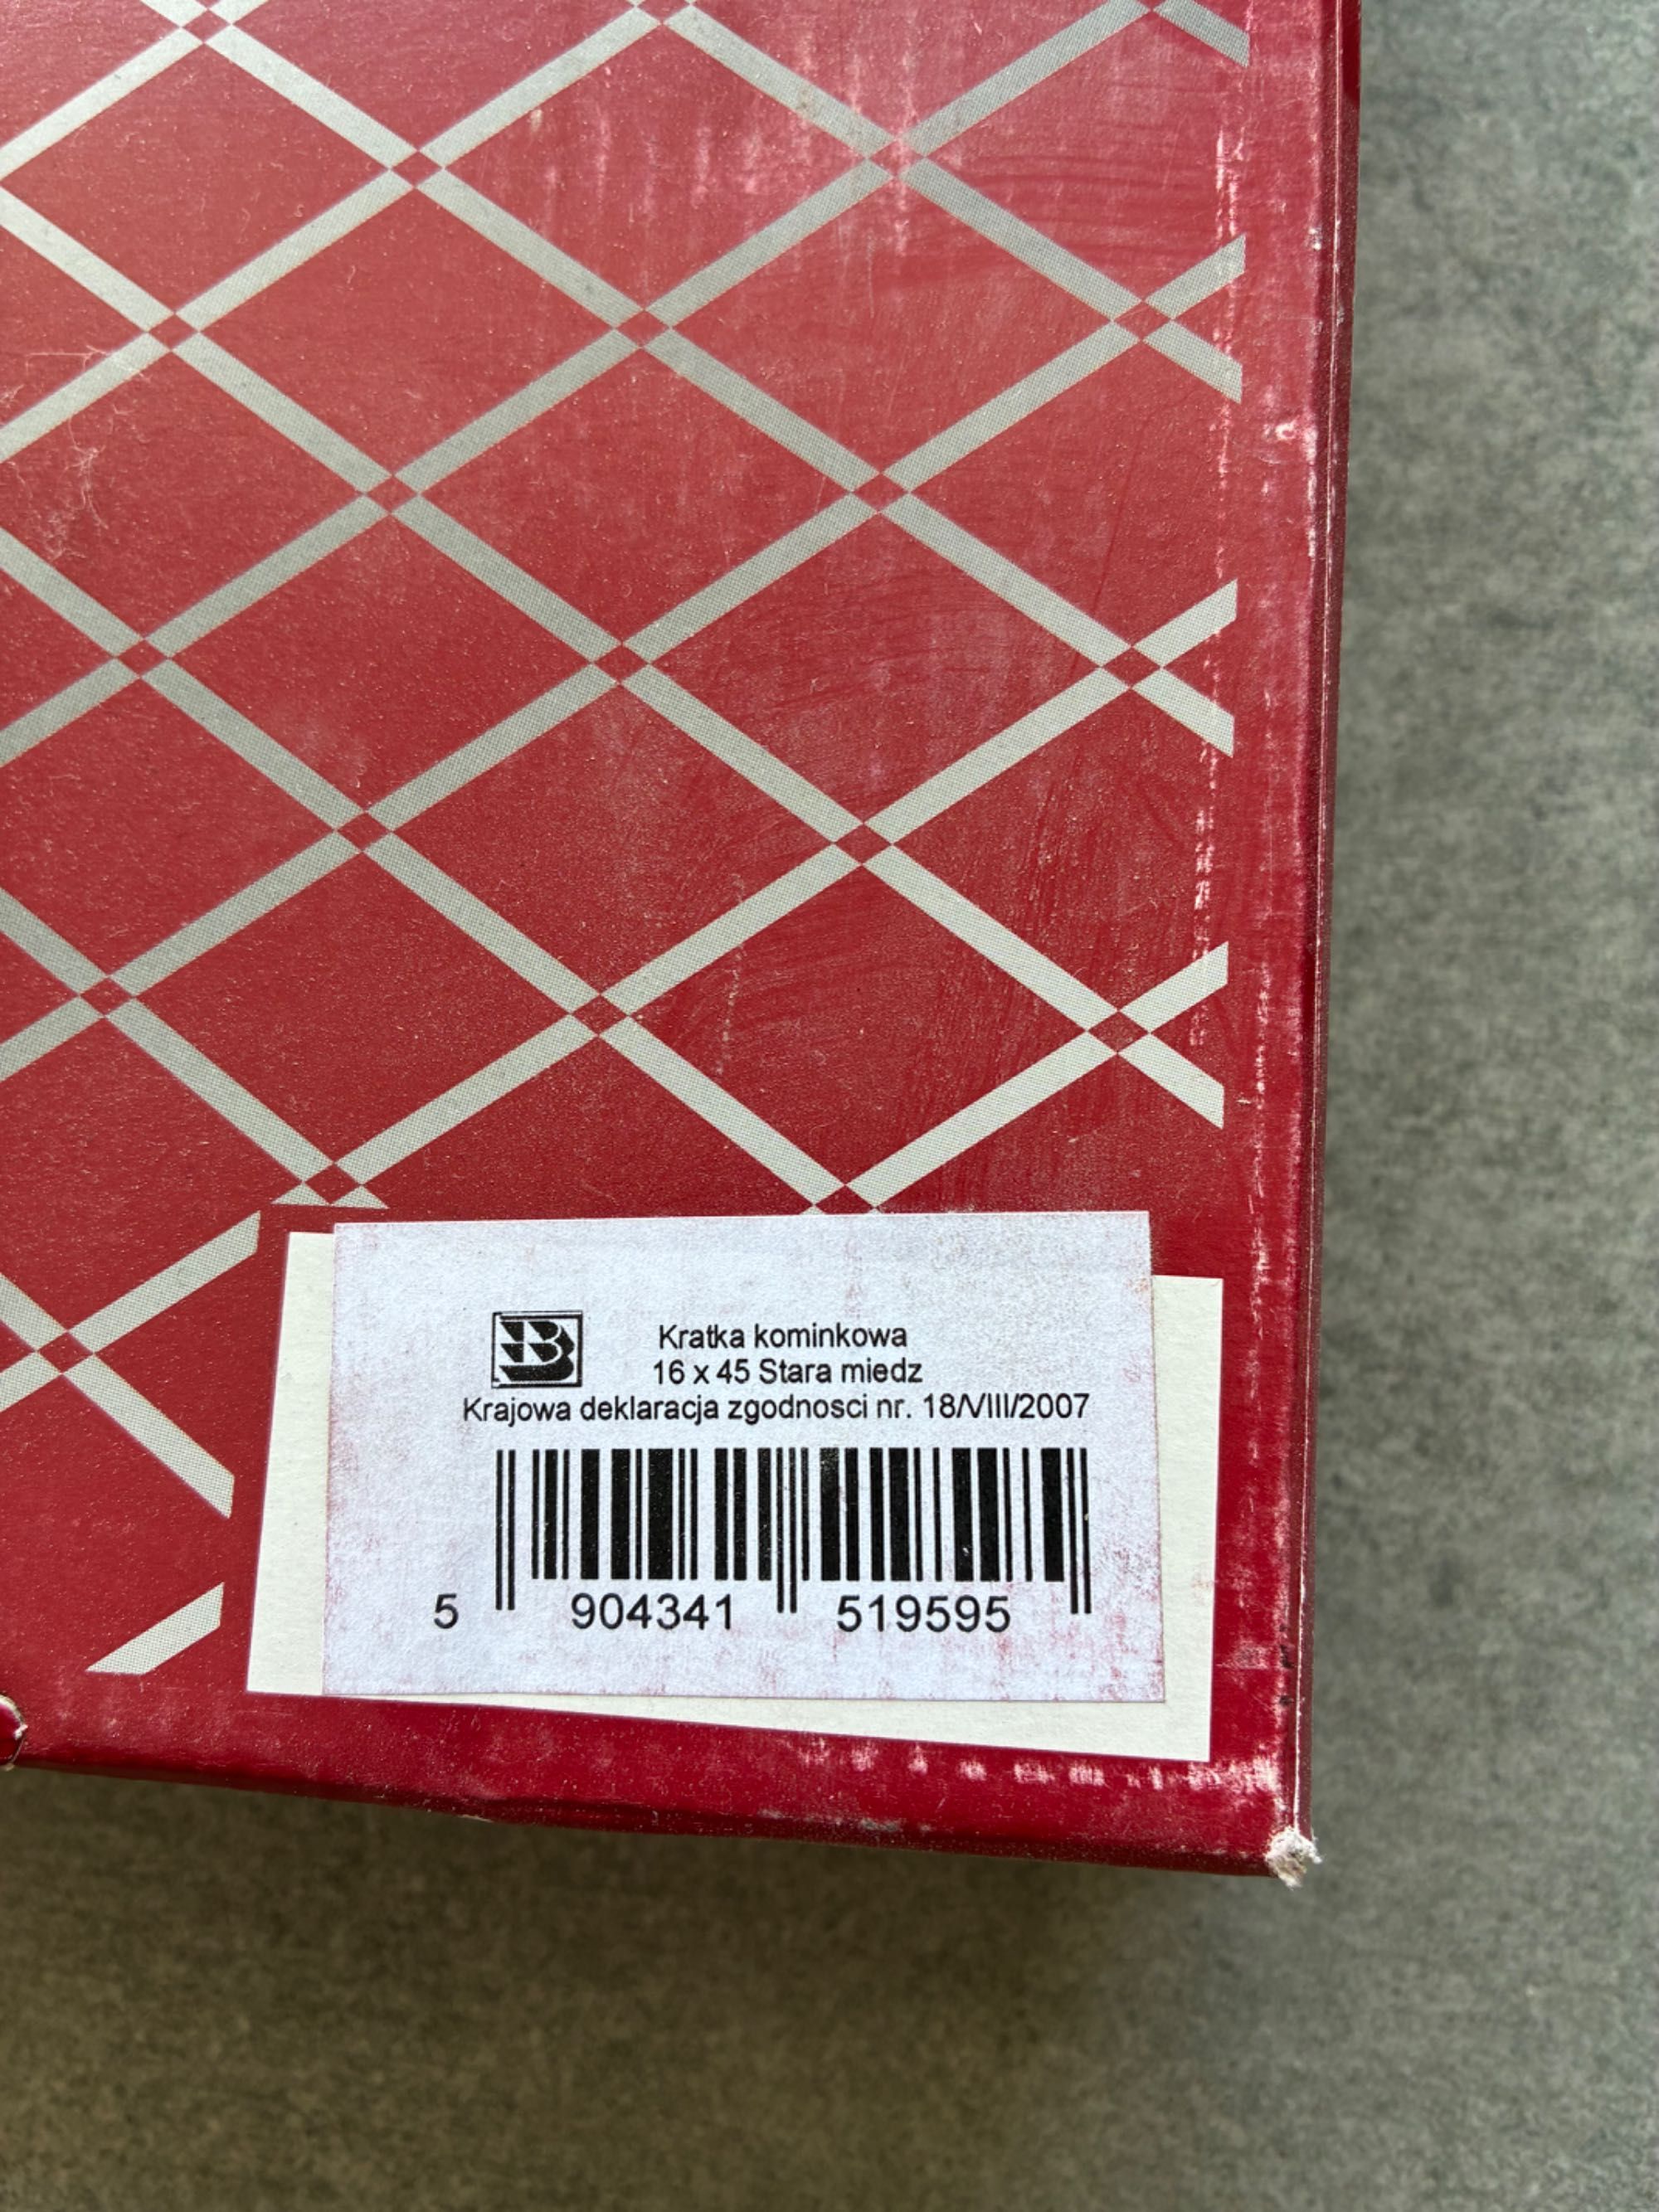 B
Kratka kominkowa
16 x 45 Stara miedz
Krajowa deklaracja zgodnosci nr. 18/VIII/2007
5 904341 519595